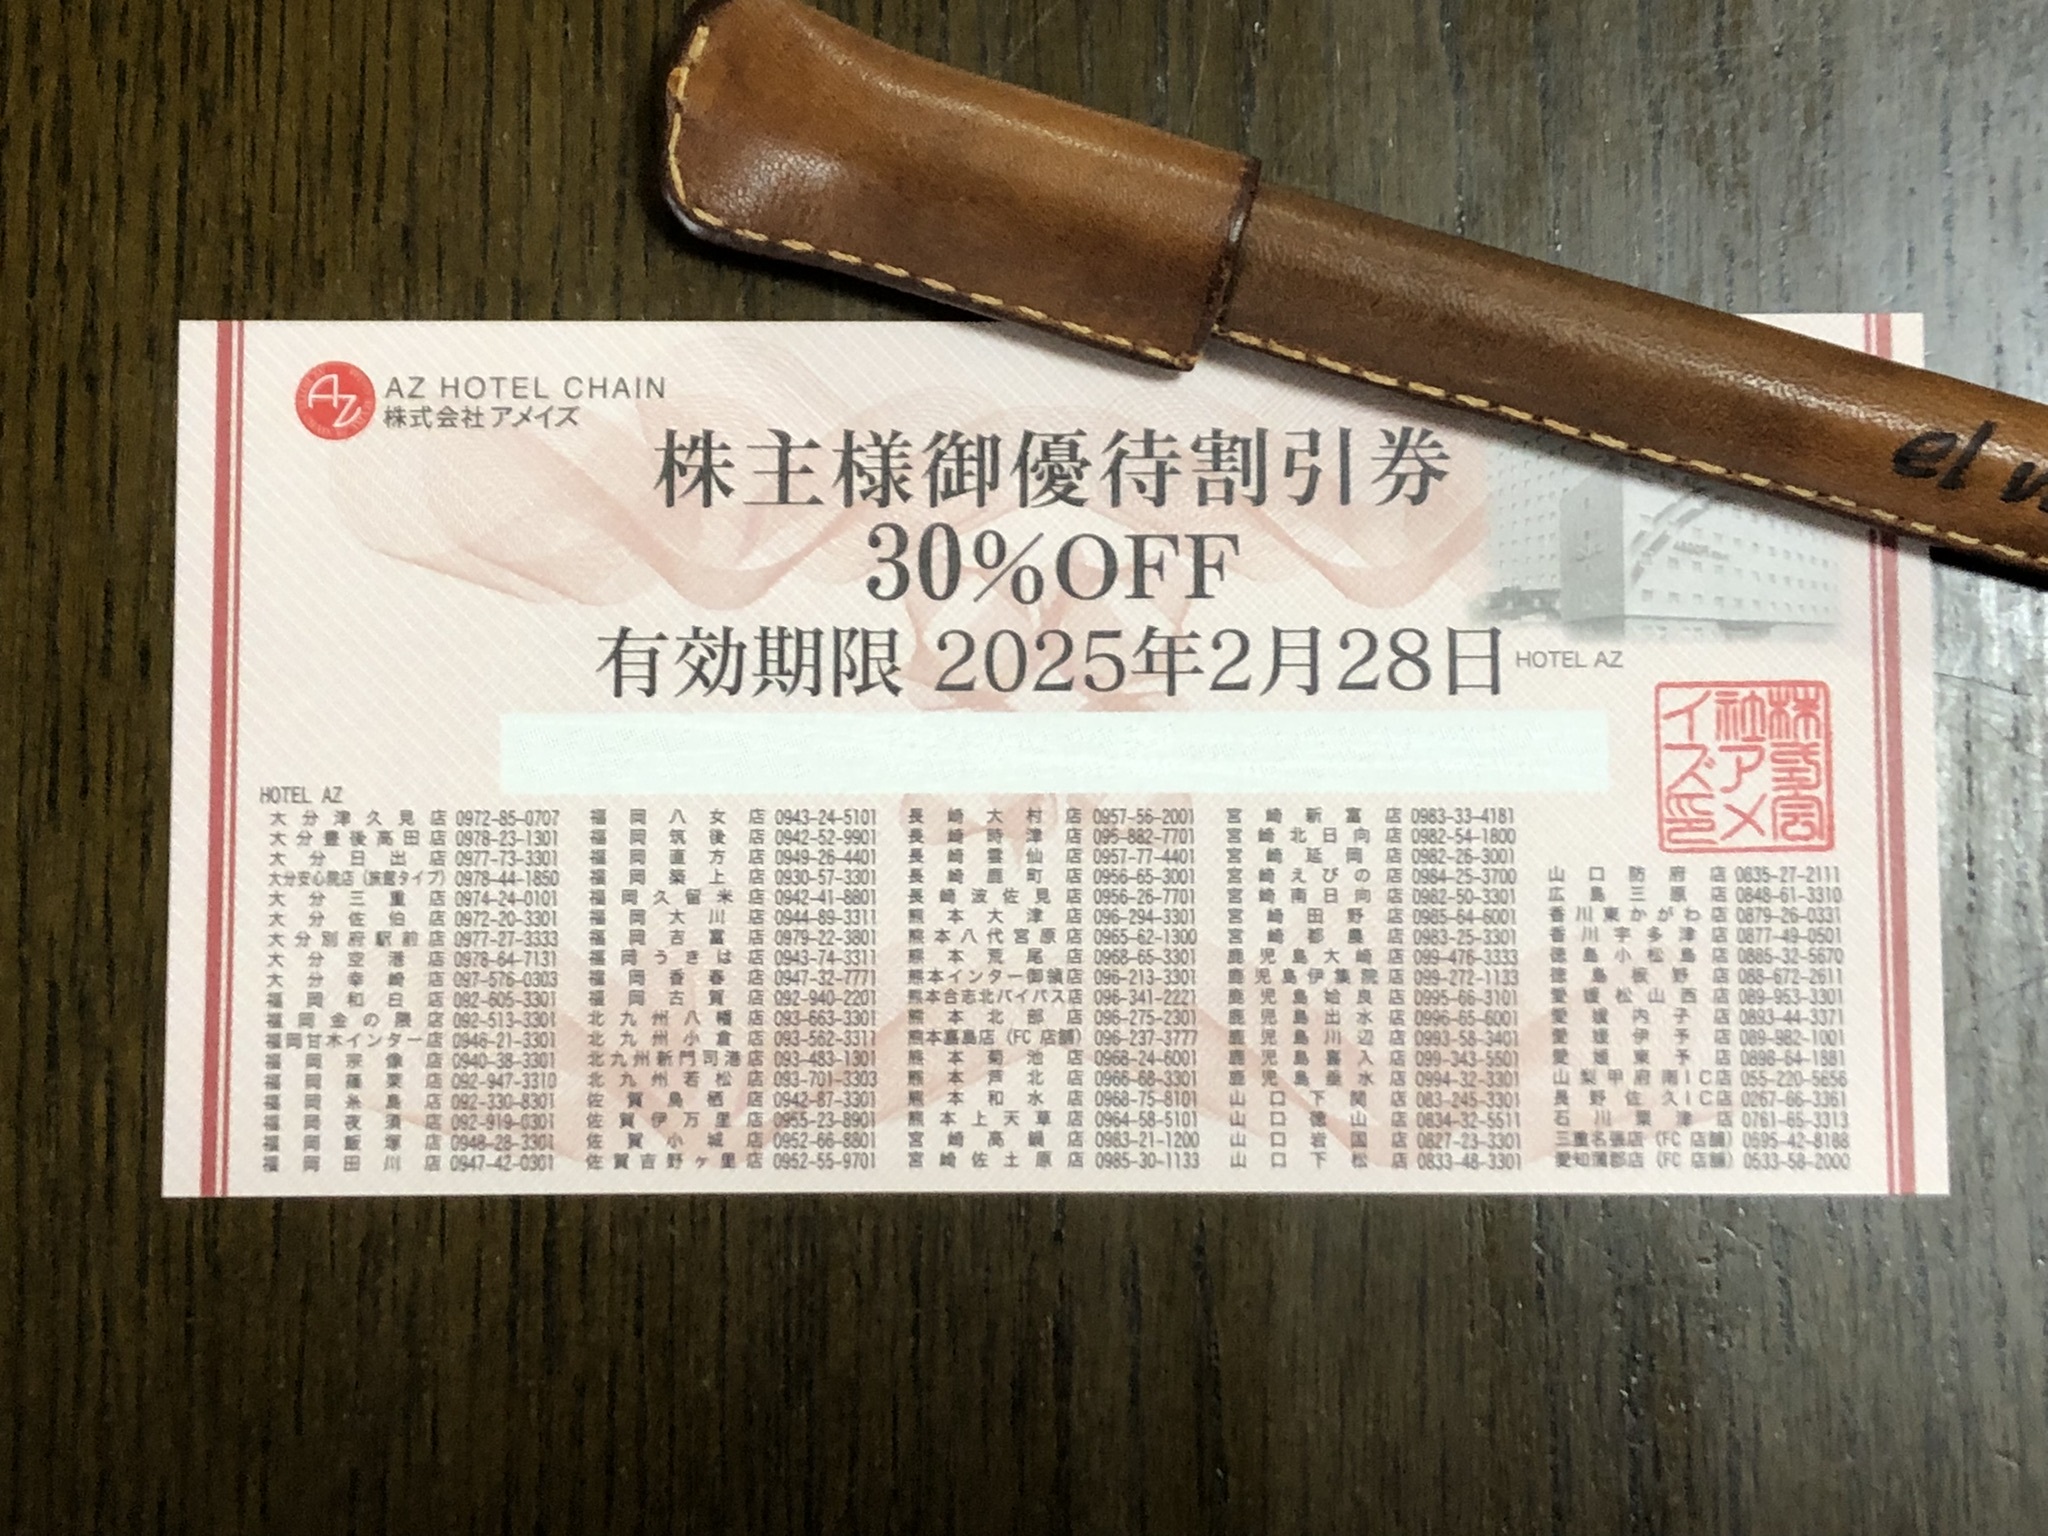 AZ HOTEL CHAIN
株式会社アメイズ
株主様御優待割引券
30%OFF
有効期限 2025年2月28日
HOTEL AZ
株式会社アメイズ印
HOTEL AZ
大分津久見店 0972-85-0707
大分豊後高田店 0978-23-1301
大分日出店 0977-73-3301
大分安心院店(旅館タイプ) 0978-44-1850
大分三重店 0974-24-0101
大分佐伯店 0972-20-3301
大分別府駅前店 0977-27-3333
大分空港店 0978-64-7131
大分幸崎店 097-576-0303
福岡和白店 092-605-3301
福岡金の隈店 092-513-3301
福岡甘木インター店 0946-21-3301
福岡宗像店 0940-38-3301
福岡篠栗店 092-947-3310
福岡糸島店 092-330-8301
福岡夜須店 092-919-0301
福岡飯塚店 0948-28-3301
福岡田川店 0947-42-0301
福岡八女店 0943-24-5101
福岡筑後店 0942-52-9901
福岡直方店 0949-26-4401
福岡築上店 0930-57-3301
福岡久留米店 0942-41-8801
福岡大川店 0944-89-3311
福岡吉富店 0979-22-3801
福岡うきは店 0943-74-3311
福岡香春店 0947-32-7771
福岡古賀店 092-940-2201
北九州八幡店 093-663-3301
北九州小倉店 093-562-3311
北九州新門司港店 093-483-1301
北九州若松店 093-701-3303
佐賀鳥栖店 0942-87-3301
佐賀伊万里店 0955-23-8901
佐賀小城店 0952-66-8801
佐賀吉野ヶ里店 0952-55-9701
長崎大村店 0957-56-2001
長崎時津店 095-882-7701
長崎雲仙店 0957-77-4401
長崎鹿町店 0956-65-3001
長崎波佐見店 0956-26-7701
熊本大津店 096-294-3301
熊本八代宮原店 0965-62-1300
熊本荒尾店 0968-65-3301
熊本インター御領店 096-213-3301
熊本合志北バイパス店 096-341-2221
熊本北部店 096-275-2301
熊本嘉島店(FC 店舗) 096-237-3777
熊本菊池店 0968-24-6001
熊本芦北店 0966-68-3301
熊本和水店 0968-75-8101
熊本上天草店 0964-58-5101
宮崎高鍋店 0983-21-1200
宮崎佐土原店 0985-30-1133
宮崎新富店 0983-33-4181
宮崎北日向店 0982-54-1800
宮崎延岡店 0982-26-3001
宮崎えびの店 0984-25-3700
宮崎南日向店 0982-50-3301
宮崎田野店 0985-64-6001
宮崎都農店 0983-25-3301
鹿児島大崎店 099-476-3333
鹿児島伊集院店 099-272-1133
鹿児島姶良店 0995-66-3101
鹿児島出水店 0996-65-6001
鹿児島川辺店 0993-58-3401
鹿児島喜入店 099-343-5501
鹿児島垂水店 0994-32-3301
山口下関店 083-245-3301
山口徳山店 0834-32-5511
山口岩国店 0827-23-3301
山口下松店 0833-48-3301
山口防府店 0835-27-2111
広島三原店 0848-61-3310
香川東かがわ店 0879-26-0331
香川宇多津店 0877-49-0501
徳島小松島店 0885-32-5670
徳島板野店 088-672-2611
愛媛松山西店 089-953-3301
愛媛内子店 0893-44-3371
愛媛伊予店 089-982-1001
愛媛東予店 0898-64-1881
山梨甲府南IC店 055-220-5656
長野佐久IC店 0267-66-3361
石川粟津店 0761-65-3313
三重名張店(FC 店舗) 0595-42-8188
愛知蒲郡店(FC 店舗) 0533-58-2000